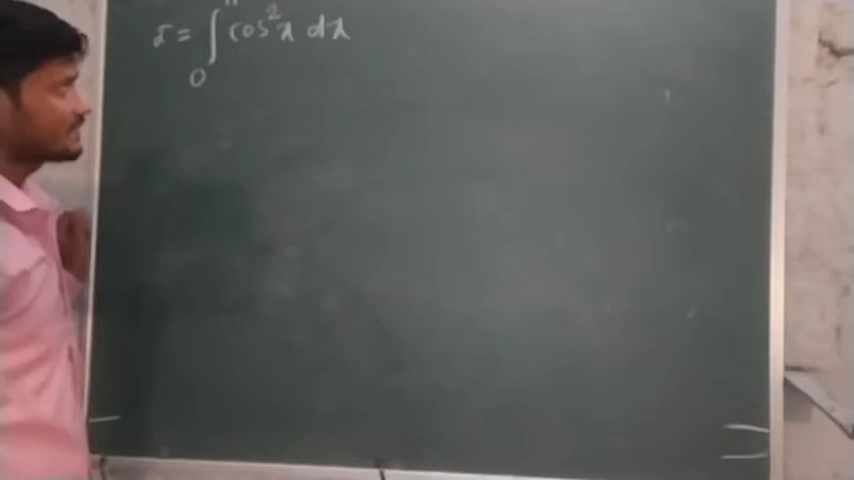 I = ∫₀ cos²x dx